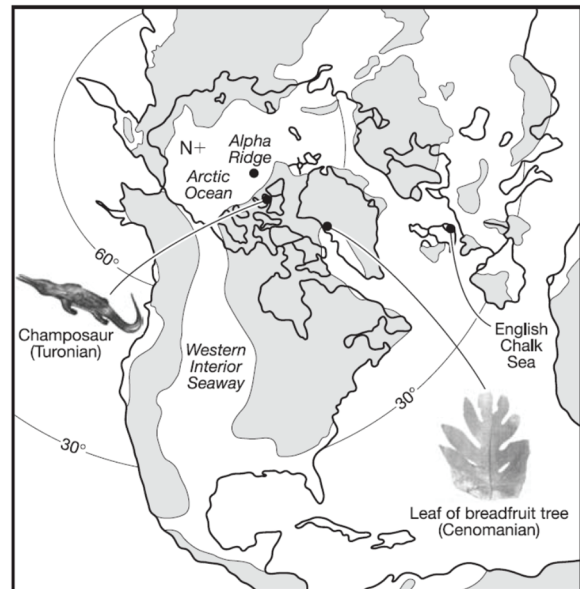 N+
Alpha
Ridge
Arctic
Ocean
60°
Champosaur
(Turonian)
Western
Interior
Seaway
English
Chalk
Sea
30°
30°
Leaf of breadfruit tree
(Cenomanian)